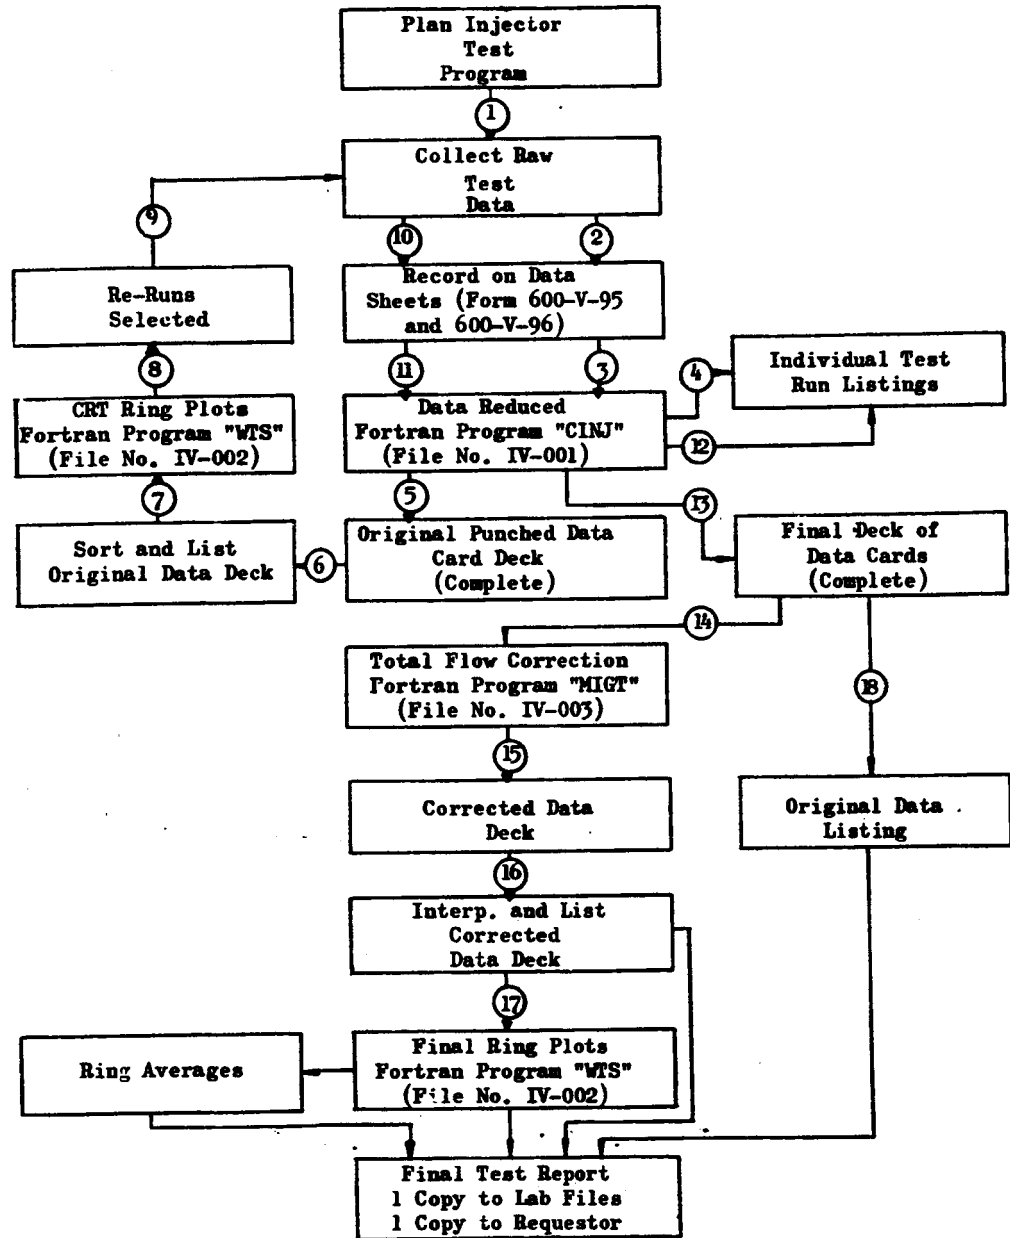 Plan Injector
Test
Program
1
Collect Raw
Test
Data
9
10
2
Re-Runs
Selected
Record on Data
Sheets (Form 600-V-95
and 600-V-96)
8
11
3
4
Individual Test
Run Listings
CRT Ring Plots
Fortran Program "WTS"
(File No. IV-002)
Data Reduced
Fortran Program "CINJ"
(File No. IV-001)
12
7
5
13
Sort and List
Original Data Deck
6
Original Punched Data
Card Deck
(Complete)
Final Deck of
Data Cards
(Complete)
14
Total Flow Correction
Fortran Program "MIGT"
(File No. IV-003)
18
15
Corrected Data
Deck
Original Data
Listing
16
Interp. and List
Corrected
Data Deck
17
Ring Averages
Final Ring Plots
Fortran Program "WTS"
(File No. IV-002)
Final Test Report
1 Copy to Lab Files
1 Copy to Requestor